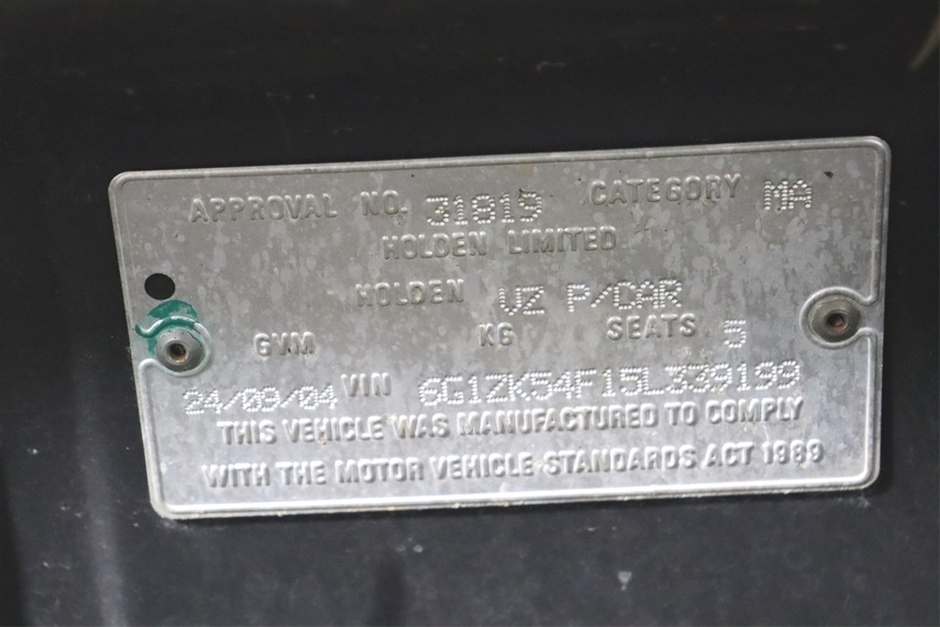 APPROVAL NO. 31819 CATEGORY MA
HOLDEN LIMITED
HOLDEN VZ P/CAR
GVM KG SEATS 5
24/09/04 VIN 6G1ZK54F15L339199
THIS VEHICLE WAS MANUFACTURED TO COMPLY
WITH THE MOTOR VEHICLE STANDARDS ACT 1989